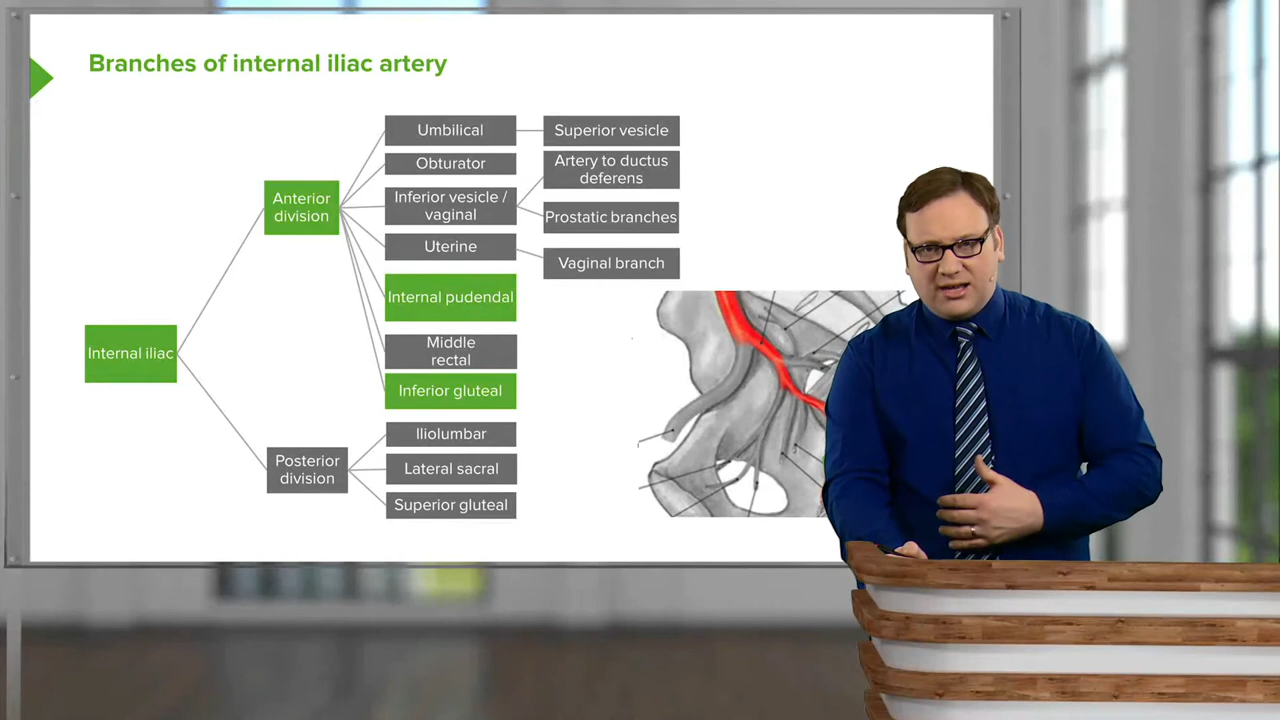 Branches of internal iliac artery
Umbilical
Superior vesicle
Obturator
Artery to ductus
deferens
Anterior
division
Inferior vesicle /
vaginal
Prostatic branches
Uterine
Vaginal branch
Internal pudendal
Internal iliac
Middle
rectal
Inferior gluteal
Iliolumbar
Posterior
division
Lateral sacral
Superior gluteal